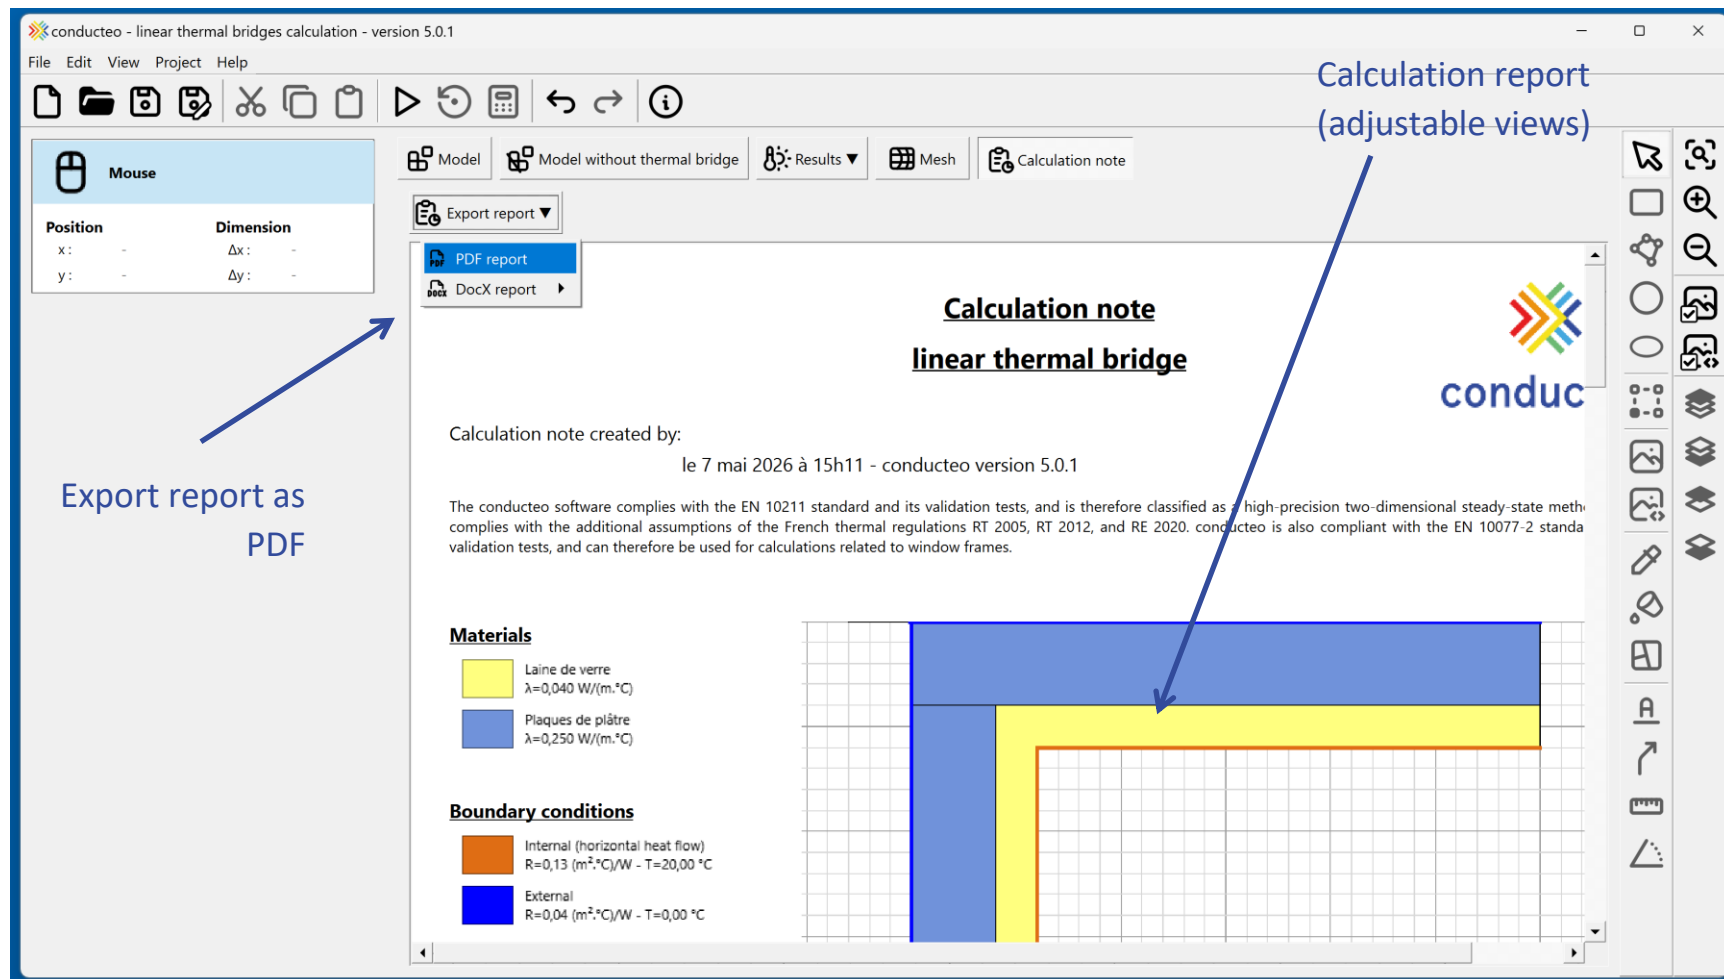 conducteo - linear thermal bridges calculation - version 5.0.1
File Edit View Project Help
Calculation report
(adjustable views)
Mouse
Position Dimension
x : - Δx : -
y : - Δy : -
Model Model without thermal bridge Results ▼ Mesh Calculation note
Export report ▼
PDF PDF report
DOCX DocX report
Calculation note
linear thermal bridge
conduc
Calculation note created by:
le 7 mai 2026 à 15h11 - conducteo version 5.0.1
Export report as
PDF
The conducteo software complies with the EN 10211 standard and its validation tests, and is therefore classified as a high-precision two-dimensional steady-state meth
complies with the additional assumptions of the French thermal regulations RT 2005, RT 2012, and RE 2020. conducteo is also compliant with the EN 10077-2 standa
validation tests, and can therefore be used for calculations related to window frames.
Materials
Laine de verre
λ=0,040 W/(m.°C)
Plaques de plâtre
λ=0,250 W/(m.°C)
Boundary conditions
Internal (horizontal heat flow)
R=0,13 (m².°C)/W - T=20,00 °C
External
R=0,04 (m².°C)/W - T=0,00 °C
A